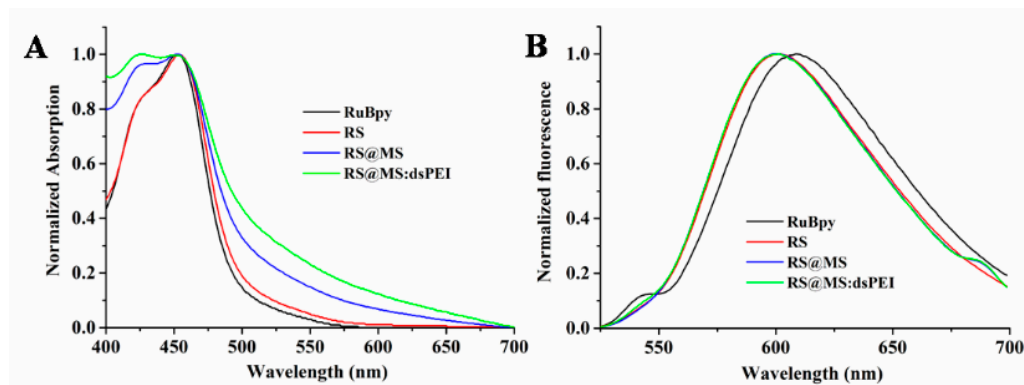 A
Normalized Absorption
1.0
0.8
0.6
0.4
0.2
0.0
RuBpy
RS
RS@MS
RS@MS:dsPEI
400 450 500 550 600 650 700
Wavelength (nm)
B
Normalized fluorescence
1.0
0.8
0.6
0.4
0.2
0.0
RuBpy
RS
RS@MS
RS@MS:dsPEI
550 600 650 700
Wavelength (nm)